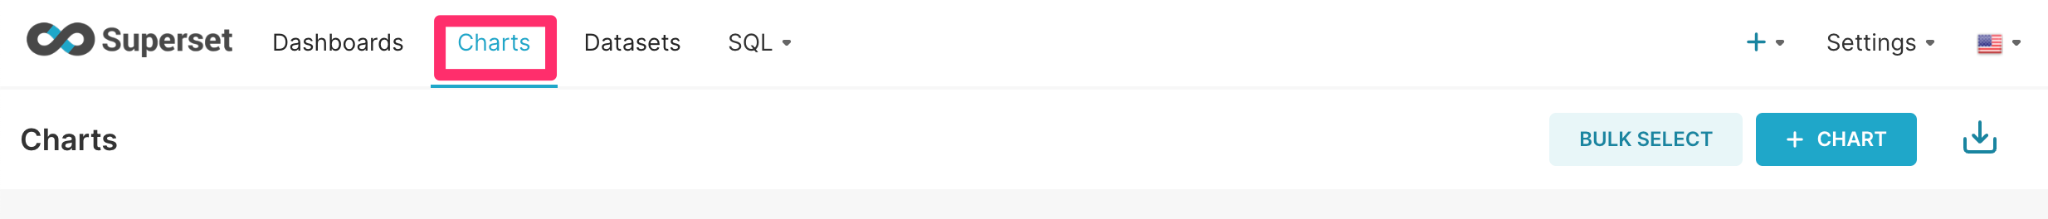 Superset Dashboards Charts Datasets SQL Settings
Charts BULK SELECT + CHART